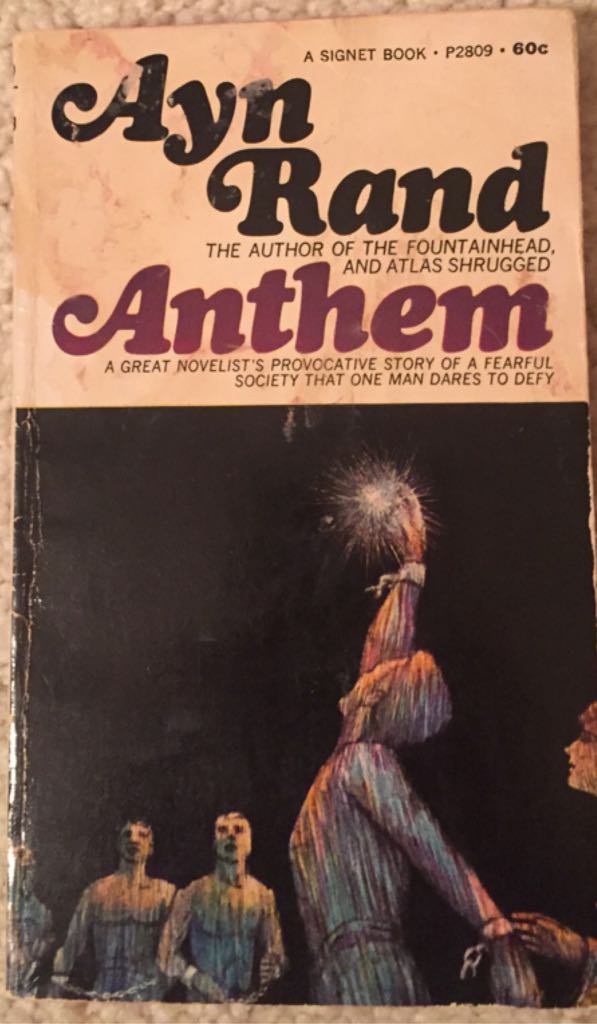 A SIGNET BOOK • P2809 • 60c
Ayn
Rand
THE AUTHOR OF THE FOUNTAINHEAD,
AND ATLAS SHRUGGED
Anthem
A GREAT NOVELIST'S PROVOCATIVE STORY OF A FEARFUL
SOCIETY THAT ONE MAN DARES TO DEFY